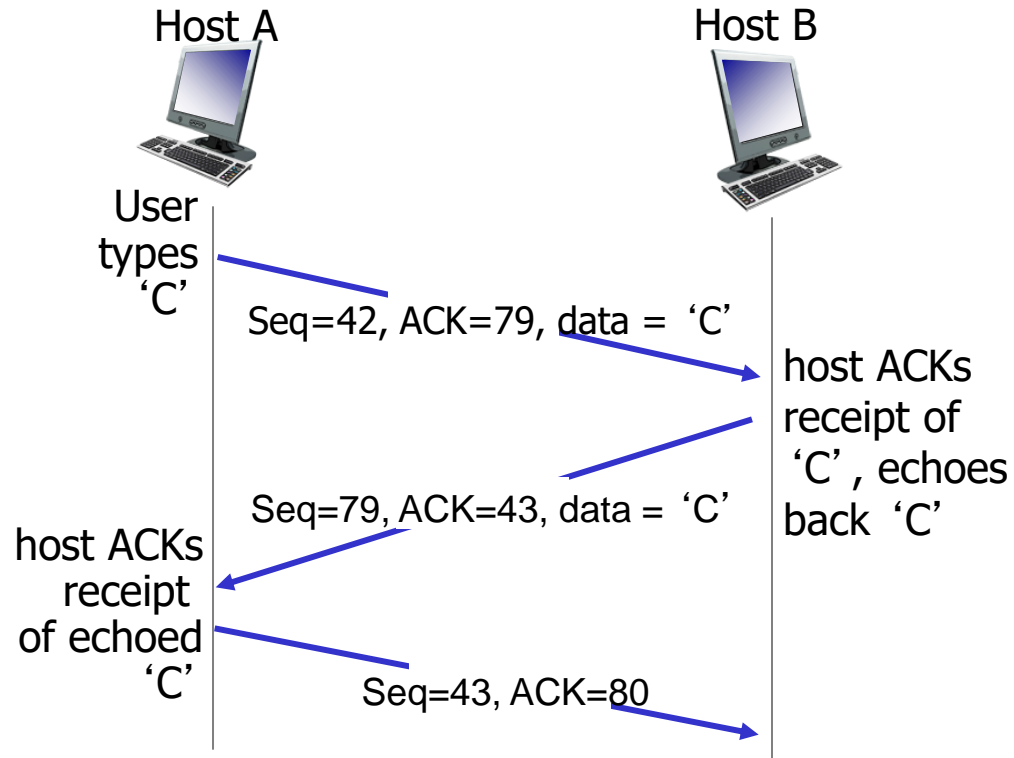 Host A
Host B
User
types
‘C’
Seq=42, ACK=79, data = ‘C’
host ACKs
receipt of
‘C’, echoes
back ‘C’
Seq=79, ACK=43, data = ‘C’
host ACKs
receipt
of echoed
‘C’
Seq=43, ACK=80